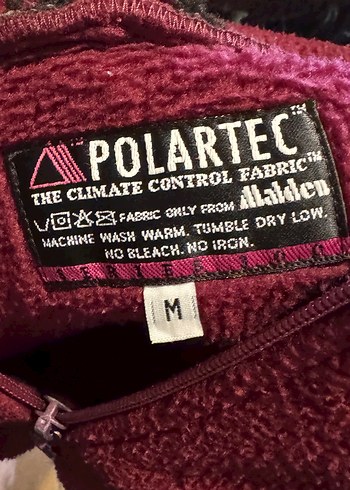 POLARTEC™
THE CLIMATE CONTROL FABRIC™
FABRIC ONLY FROM Malden
MACHINE WASH WARM. TUMBLE DRY LOW.
NO BLEACH. NO IRON.
M